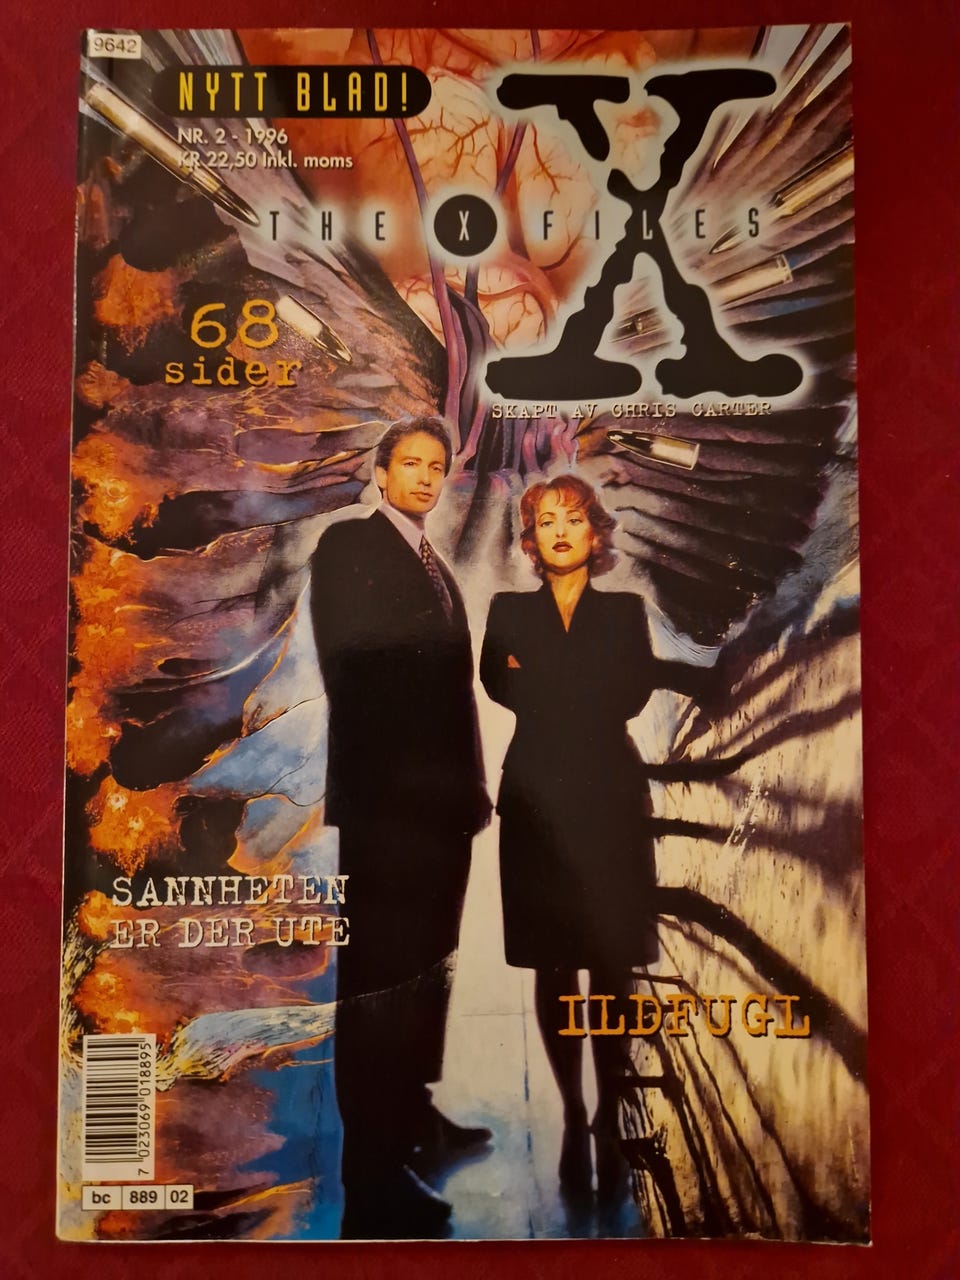 9642
NYTT BLAD!
NR. 2 - 1996
KR 22,50 Inkl. moms
X
THE X FILES
68
sider
SKAPT AV CHRIS CARTER
SANNHETEN
ER DER UTE
ILDFUGL
7 023069 018895
bc 889 02